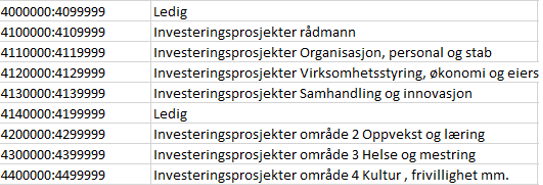 4000000:4099999 Ledig
4100000:4109999 Investeringsprosjekter rådmann
4110000:4119999 Investeringsprosjekter Organisasjon, personal og stab
4120000:4129999 Investeringsprosjekter Virksomhetsstyring, økonomi og eiers
4130000:4139999 Investeringsprosjekter Samhandling og innovasjon
4140000:4199999 Ledig
4200000:4299999 Investeringsprosjekter område 2 Oppvekst og læring
4300000:4399999 Investeringsprosjekter område 3 Helse og mestring
4400000:4499999 Investeringsprosjekter område 4 Kultur , frivillighet mm.